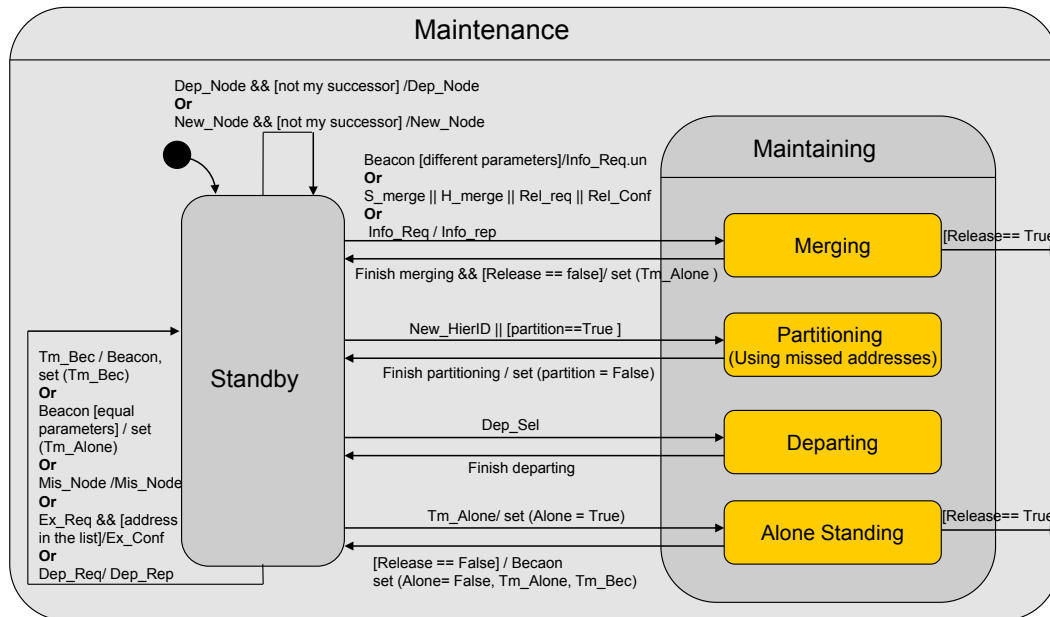 Maintenance
Dep_Node && [not my successor] /Dep_Node
Or
New_Node && [not my successor] /New_Node
Beacon [different parameters]/Info_Req.un
Or
S_merge || H_merge || Rel_req || Rel_Conf
Or
Info_Req / Info_rep
Maintaining
Merging
[Release== True
Finish merging && [Release == false]/ set (Tm_Alone )
New_HierID || [partition==True ]
Partitioning
(Using missed addresses)
Finish partitioning / set (partition = False)
Standby
Tm_Bec / Beacon,
set (Tm_Bec)
Or
Beacon [equal
parameters] / set
(Tm_Alone)
Or
Mis_Node /Mis_Node
Or
Ex_Req && [address
in the list]/Ex_Conf
Or
Dep_Req/ Dep_Rep
Dep_Sel
Departing
Finish departing
Tm_Alone/ set (Alone = True)
Alone Standing
[Release== True
[Release == False] / Becaon
set (Alone= False, Tm_Alone, Tm_Bec)